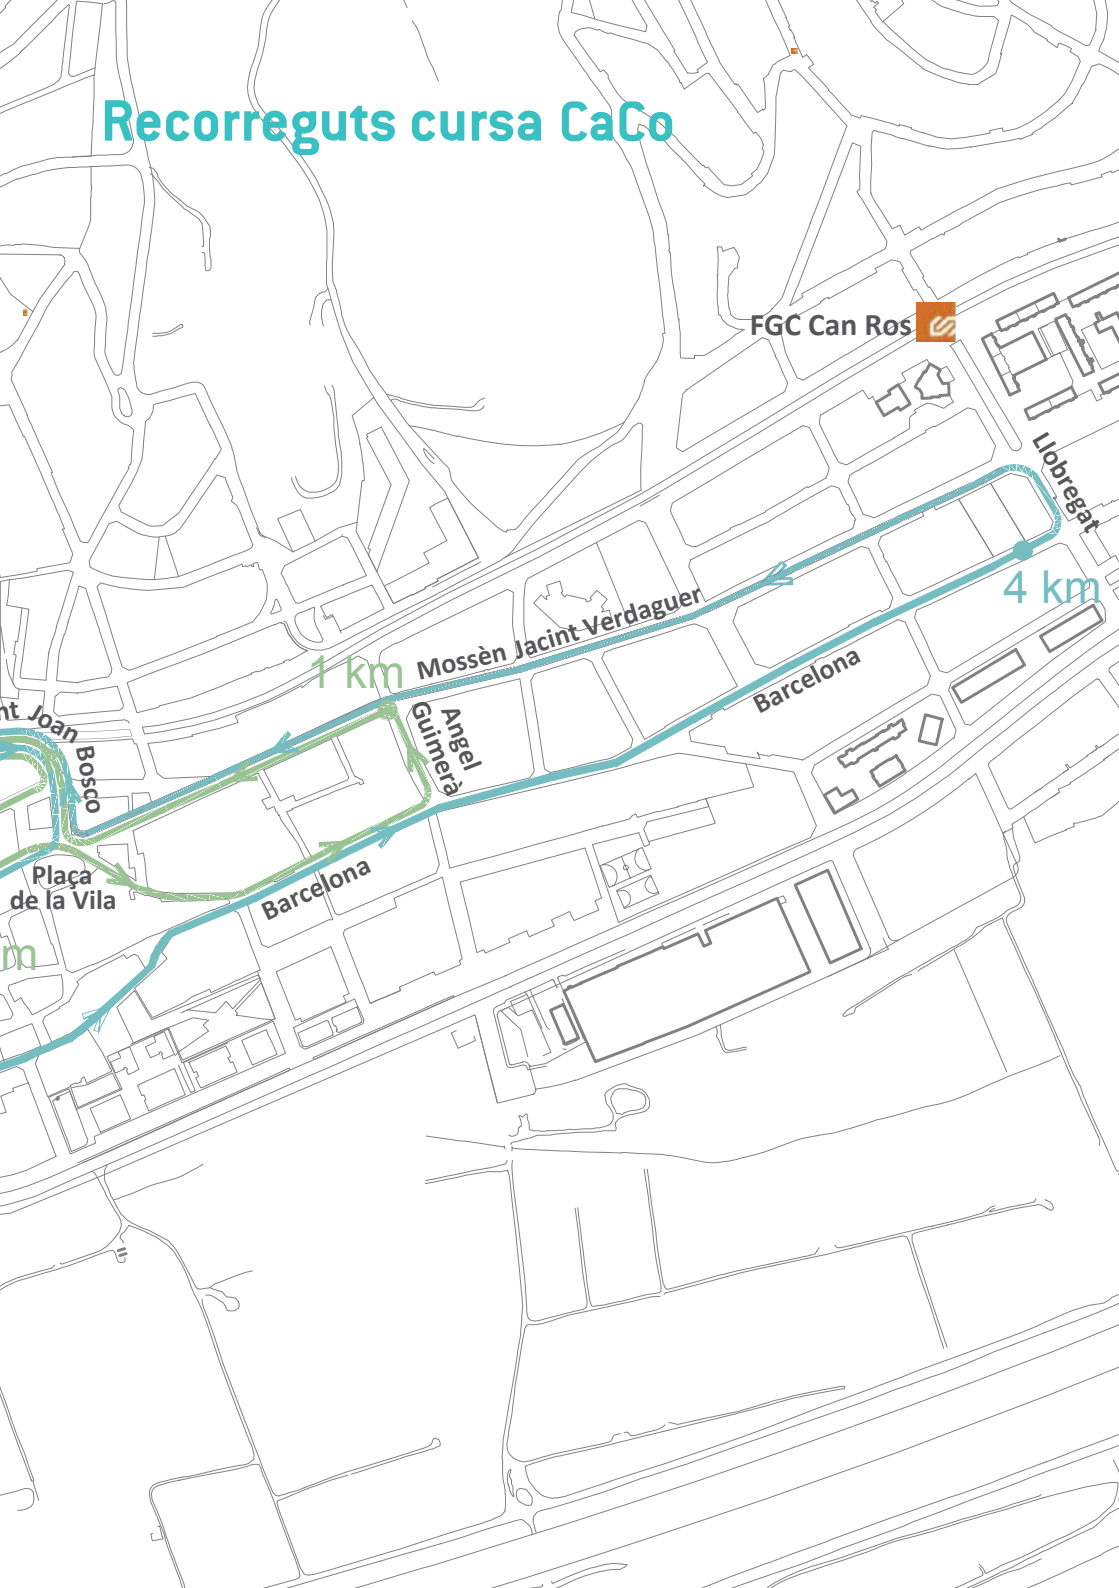 Recorreguts cursa CaCo
FGC Can Ros
Llobregat
4 km
Mossèn Jacint Verdaguer
1 km
Barcelona
Angel
Guimerà
nt Joan
Bosco
Plaça
de la Vila
Barcelona
m